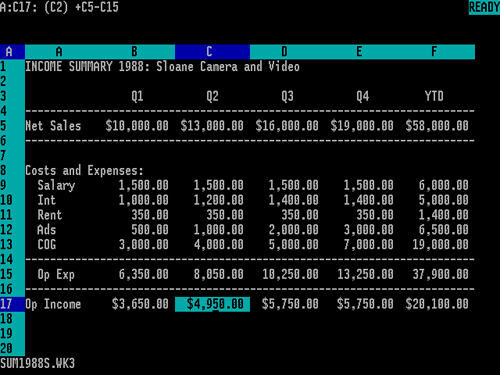 A:C17: (C2) +C5-C15 READY
A A B C D E F
1 INCOME SUMMARY 1988: Sloane Camera and Video
2
3 Q1 Q2 Q3 Q4 YTD
4 --------------------------------------------------------------
5 Net Sales $10,000.00 $13,000.00 $16,000.00 $19,000.00 $58,000.00
6 --------------------------------------------------------------
7
8 Costs and Expenses:
9 Salary 1,500.00 1,500.00 1,500.00 1,500.00 6,000.00
10 Int 1,000.00 1,200.00 1,400.00 1,400.00 5,000.00
11 Rent 350.00 350.00 350.00 350.00 1,400.00
12 Ads 500.00 1,000.00 2,000.00 3,000.00 6,500.00
13 COG 3,000.00 4,000.00 5,000.00 7,000.00 19,000.00
14 --------------------------------------------------------------
15 Op Exp 6,350.00 8,050.00 10,250.00 13,250.00 37,900.00
16 --------------------------------------------------------------
17 Op Income $3,650.00 $4,950.00 $5,750.00 $5,750.00 $20,100.00
18
19
20
SUM1988S.WK3